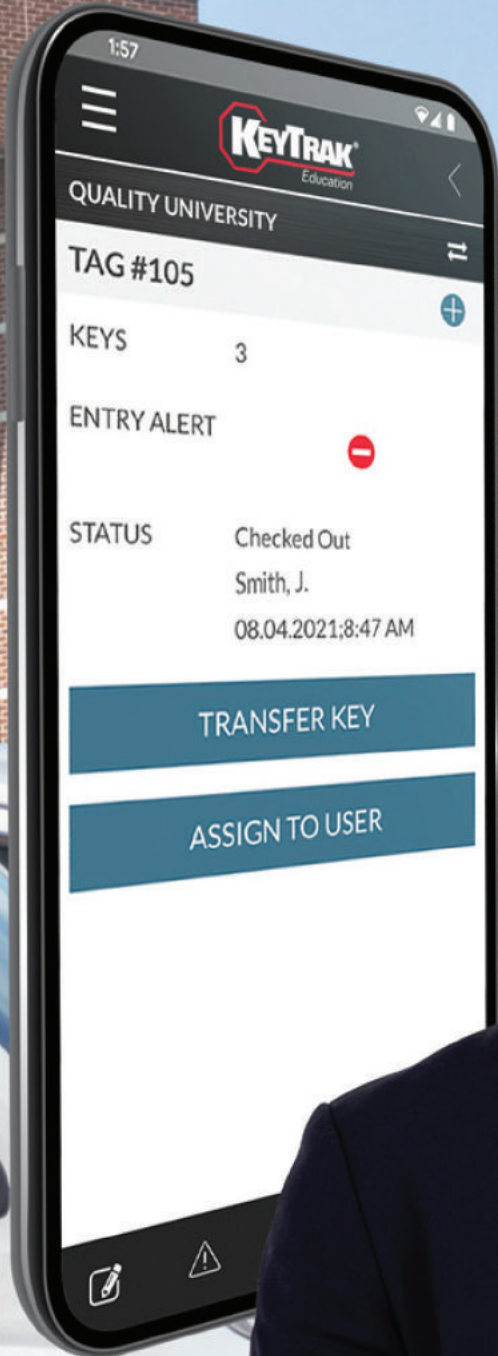 1:57
KEYTRAK®
Education
QUALITY UNIVERSITY
TAG #105
KEYS 3
ENTRY ALERT
STATUS Checked Out
Smith, J.
08.04.2021;8:47 AM
TRANSFER KEY
ASSIGN TO USER